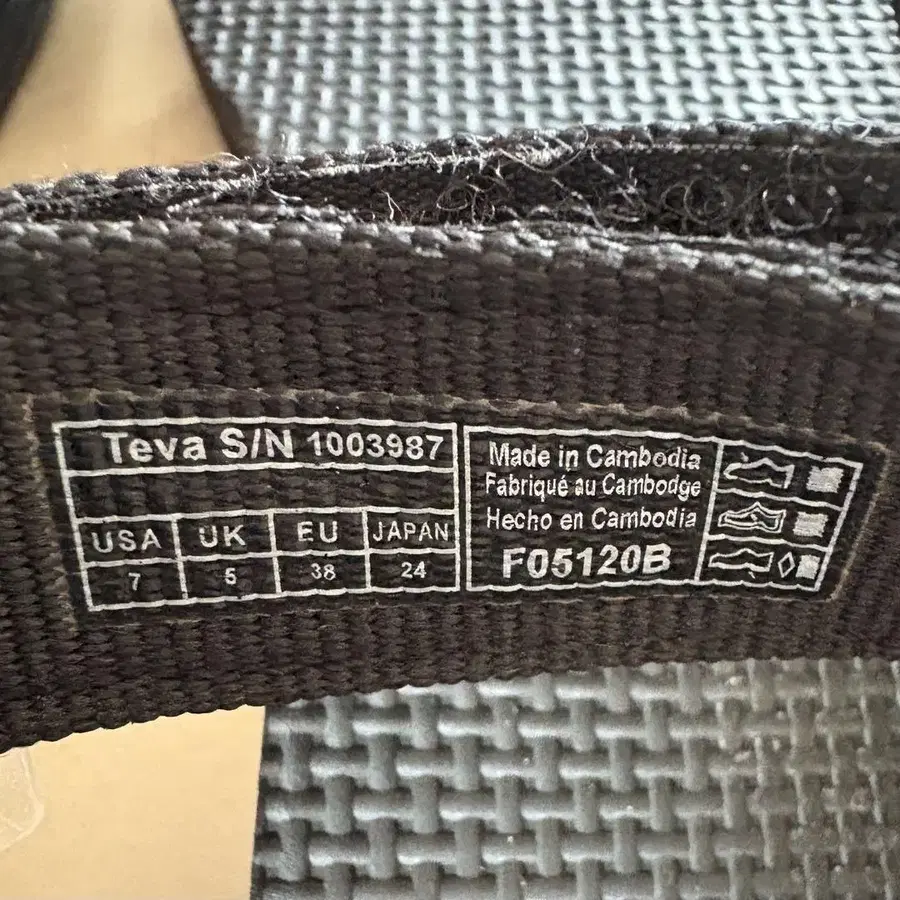 Teva S/N 1003987
USA UK EU JAPAN
7 5 38 24
Made in Cambodia
Fabriqué au Cambodge
Hecho en Cambodia
F05120B